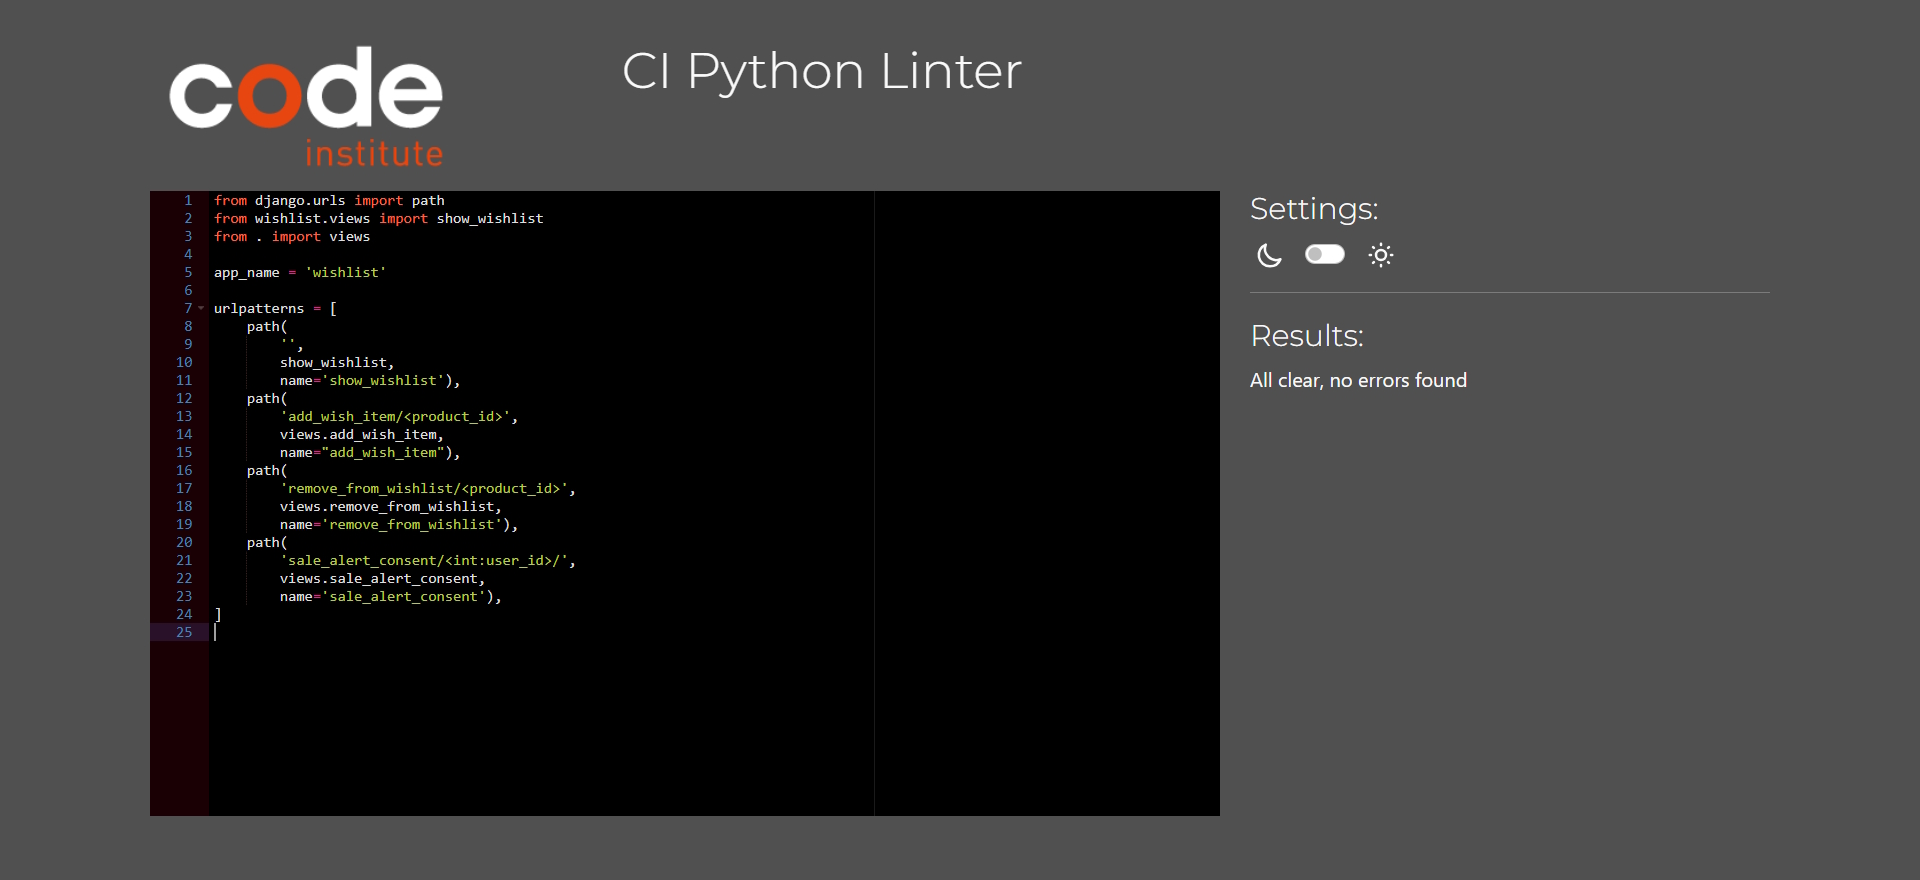 code
institute
CI Python Linter
1 from django.urls import path
2 from wishlist.views import show_wishlist
3 from . import views
4
5 app_name = 'wishlist'
6
7 urlpatterns = [
8     path(
9         '',
10         show_wishlist,
11         name='show_wishlist'),
12     path(
13         'add_wish_item/<product_id>',
14         views.add_wish_item,
15         name="add_wish_item"),
16     path(
17         'remove_from_wishlist/<product_id>',
18         views.remove_from_wishlist,
19         name='remove_from_wishlist'),
20     path(
21         'sale_alert_consent/<int:user_id>/',
22         views.sale_alert_consent,
23         name='sale_alert_consent'),
24 ]
25
Settings:
Results:
All clear, no errors found